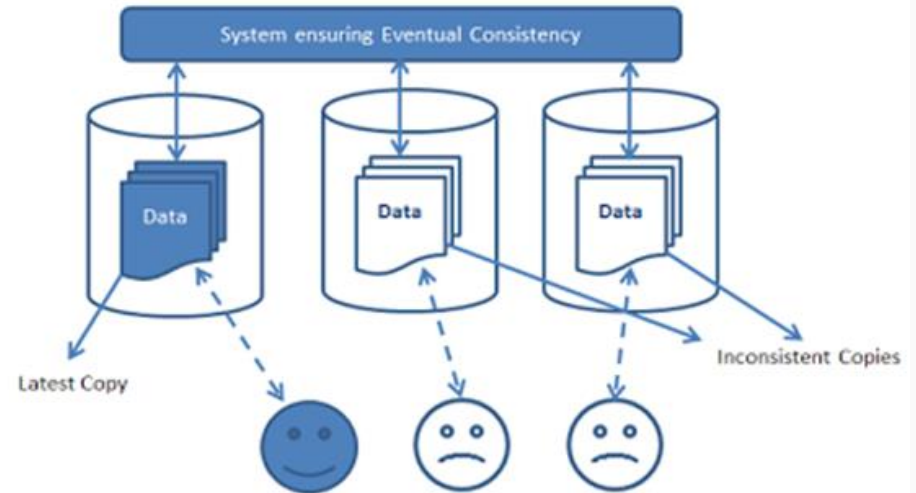 System ensuring Eventual Consistency
Data
Data
Data
Inconsistent Copies
Latest Copy